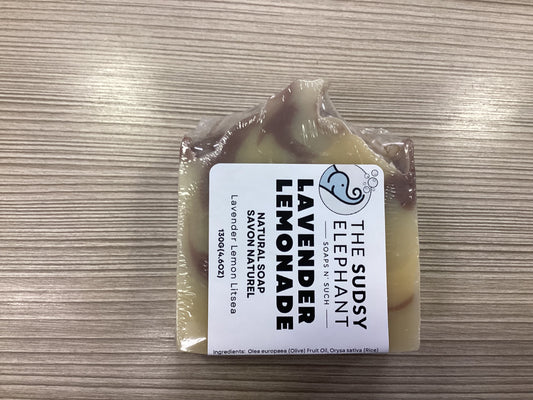 THE SUDSY
ELEPHANT
SOAPS N' SUCH
LAVENDER
LEMONADE
NATURAL SOAP
SAVON NATUREL
Lavender Lemon Litsea
130G(4.6OZ)
Ingredients: Olea europaea (Olive) Fruit Oil, Orysa sativa (Rice)